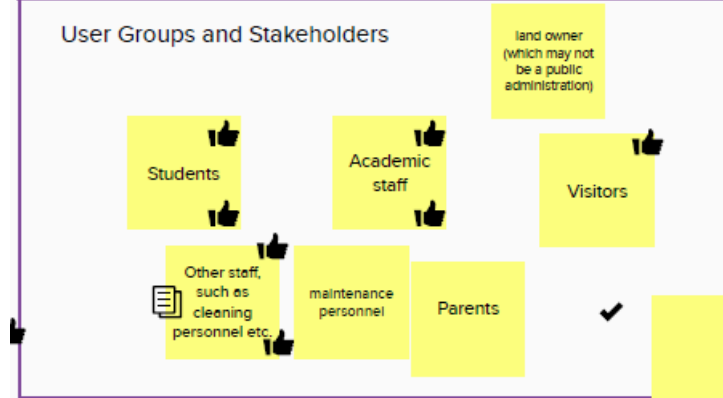 User Groups and Stakeholders
land owner
(which may not
be a public
administration)
Students
Academic
staff
Visitors
Other staff,
such as
cleaning
personnel etc.
maintenance
personnel
Parents